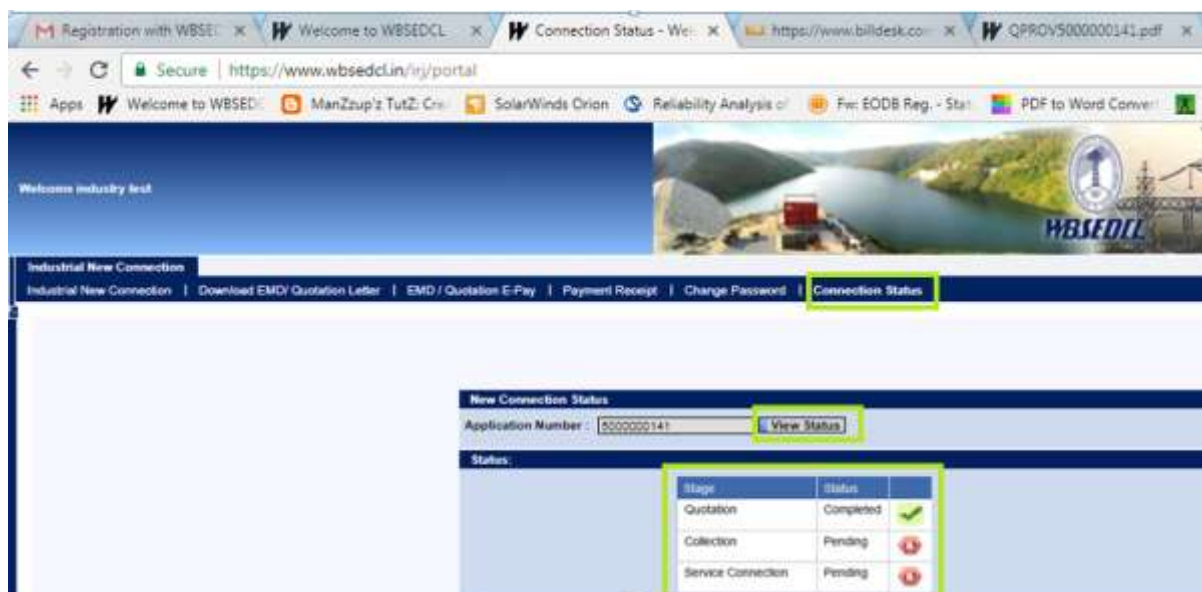 Registration with WBSE
Welcome to WBSEDCL
Connection Status - We
https://www.billdesk.co
QPROV5000000141.pdf
Secure | https://www.wbsedcl.in/irj/portal
Apps
Welcome to WBSED
ManZzup'z TutZ: Cre
SolarWinds Orion
Reliability Analysis of
Fw: EODB Reg. - Stat
PDF to Word Conver
Welcome industry test
WBSEDCL
Industrial New Connection
Industrial New Connection | Download EMD/ Quotation Letter | EMD / Quotation E-Pay | Payment Receipt | Change Password | Connection Status
New Connection Status
Application Number : 5000000141 View Status
Status:
Stage Status
Quotation Completed
Collection Pending
Service Connection Pending